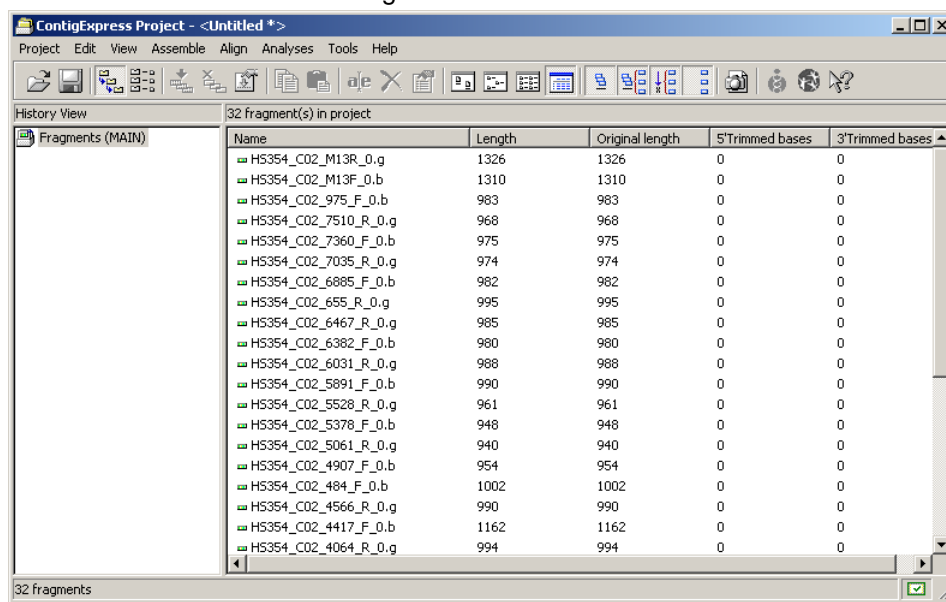 ContigExpress Project - <Untitled *>
Project Edit View Assemble Align Analyses Tools Help
a|e
History View 32 fragment(s) in project
Fragments (MAIN) Name Length Original length 5'Trimmed bases 3'Trimmed bases
HS354_C02_M13R_0.g 1326 1326 0 0
HS354_C02_M13F_0.b 1310 1310 0 0
HS354_C02_975_F_0.b 983 983 0 0
HS354_C02_7510_R_0.g 968 968 0 0
HS354_C02_7360_F_0.b 975 975 0 0
HS354_C02_7035_R_0.g 974 974 0 0
HS354_C02_6885_F_0.b 982 982 0 0
HS354_C02_655_R_0.g 995 995 0 0
HS354_C02_6467_R_0.g 985 985 0 0
HS354_C02_6382_F_0.b 980 980 0 0
HS354_C02_6031_R_0.g 988 988 0 0
HS354_C02_5891_F_0.b 990 990 0 0
HS354_C02_5528_R_0.g 961 961 0 0
HS354_C02_5378_F_0.b 948 948 0 0
HS354_C02_5061_R_0.g 940 940 0 0
HS354_C02_4907_F_0.b 954 954 0 0
HS354_C02_484_F_0.b 1002 1002 0 0
HS354_C02_4566_R_0.g 990 990 0 0
HS354_C02_4417_F_0.b 1162 1162 0 0
HS354_C02_4064_R_0.g 994 994 0 0
32 fragments